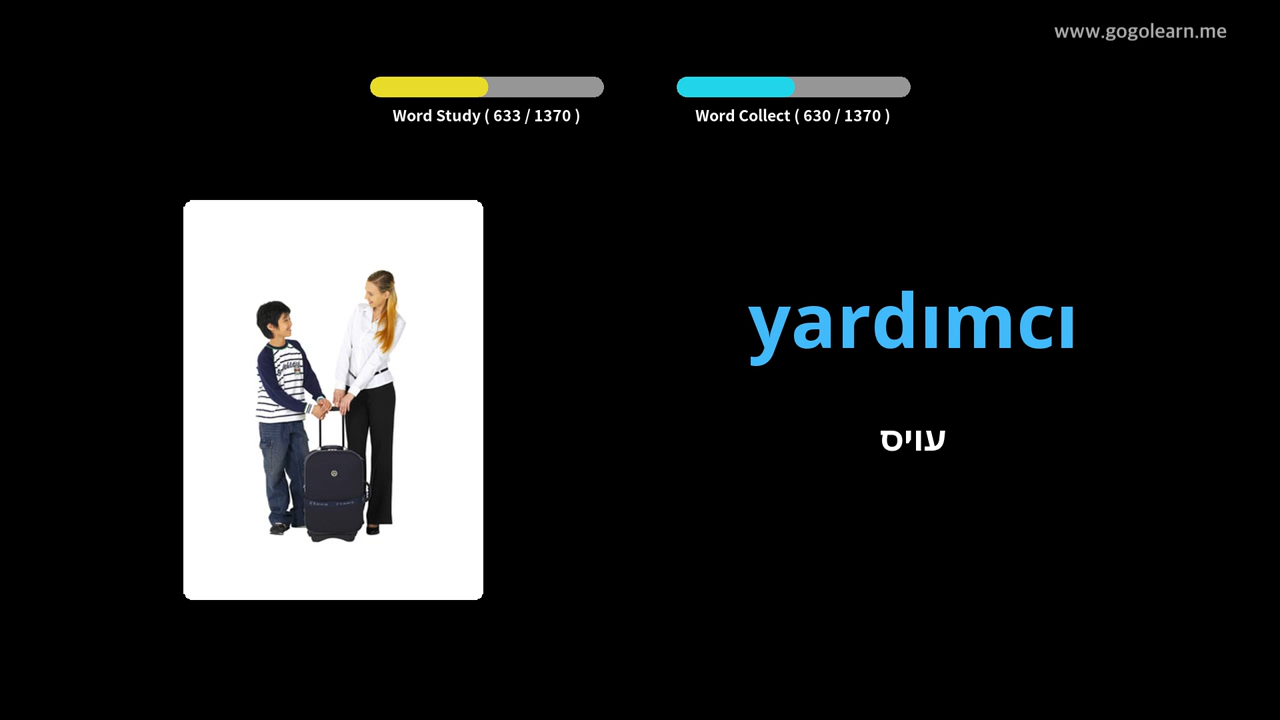 www.gogolearn.me
Word Study ( 633 / 1370 )
Word Collect ( 630 / 1370 )
yardımcı
עויס